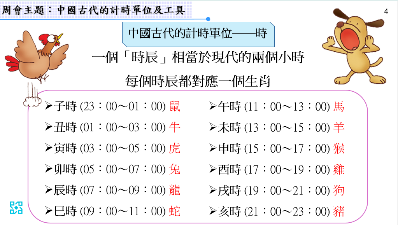 周會主題：中國古代的計時單位及工具
4
中國古代的計時單位——時
一個「時辰」相當於現代的兩個小時
每個時辰都對應一個生肖
➢子時 (23：00～01：00) 鼠
➢丑時 (01：00～03：00) 牛
➢寅時 (03：00～05：00) 虎
➢卯時 (05：00～07：00) 兔
➢辰時 (07：00～09：00) 龍
➢巳時 (09：00～11：00) 蛇
➢午時 (11：00～13：00) 馬
➢未時 (13：00～15：00) 羊
➢申時 (15：00～17：00) 猴
➢酉時 (17：00～19：00) 雞
➢戌時 (19：00～21：00) 狗
➢亥時 (21：00～23：00) 豬